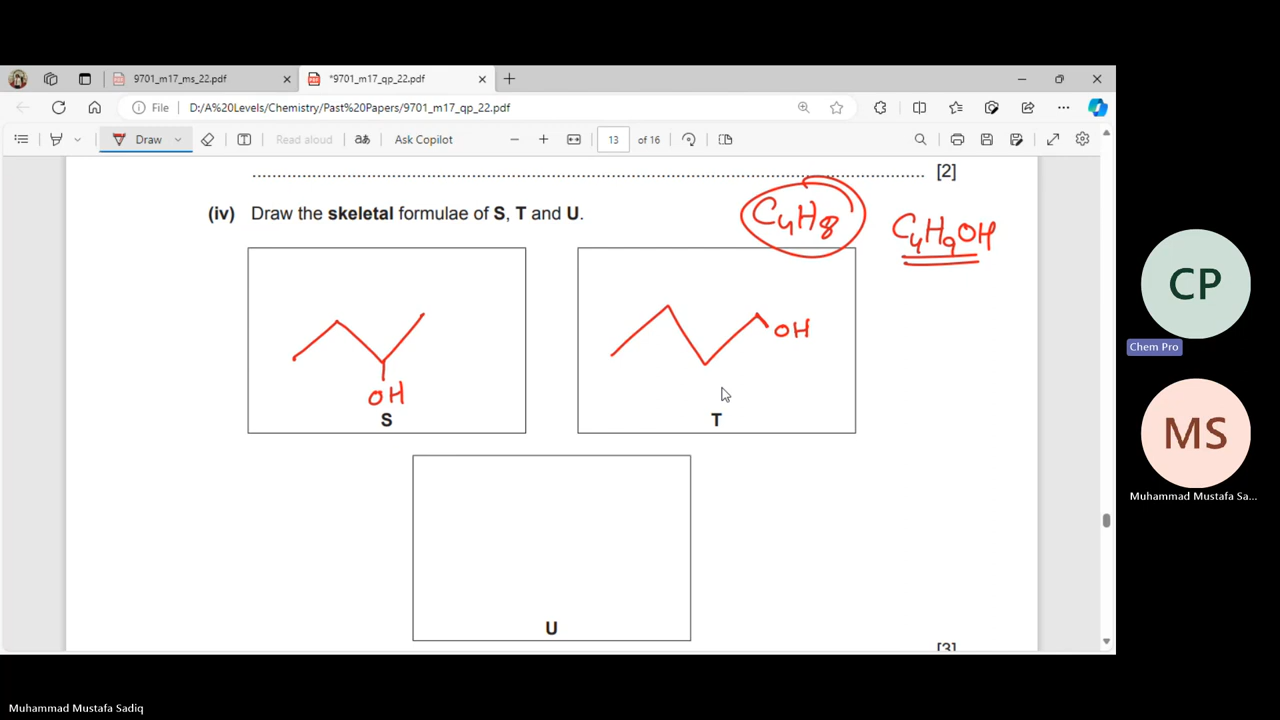 9701_m17_ms_22.pdf
*9701_m17_qp_22.pdf
File D:/A%20Levels/Chemistry/Past%20Papers/9701_m17_qp_22.pdf
Draw Read aloud aあ Ask Copilot 13 of 16
[2]
(iv) Draw the skeletal formulae of S, T and U.
C4H8 C4H9OH
OH
S
OH
T
U
[3]
CP
Chem Pro
MS
Muhammad Mustafa Sa...
Muhammad Mustafa Sadiq